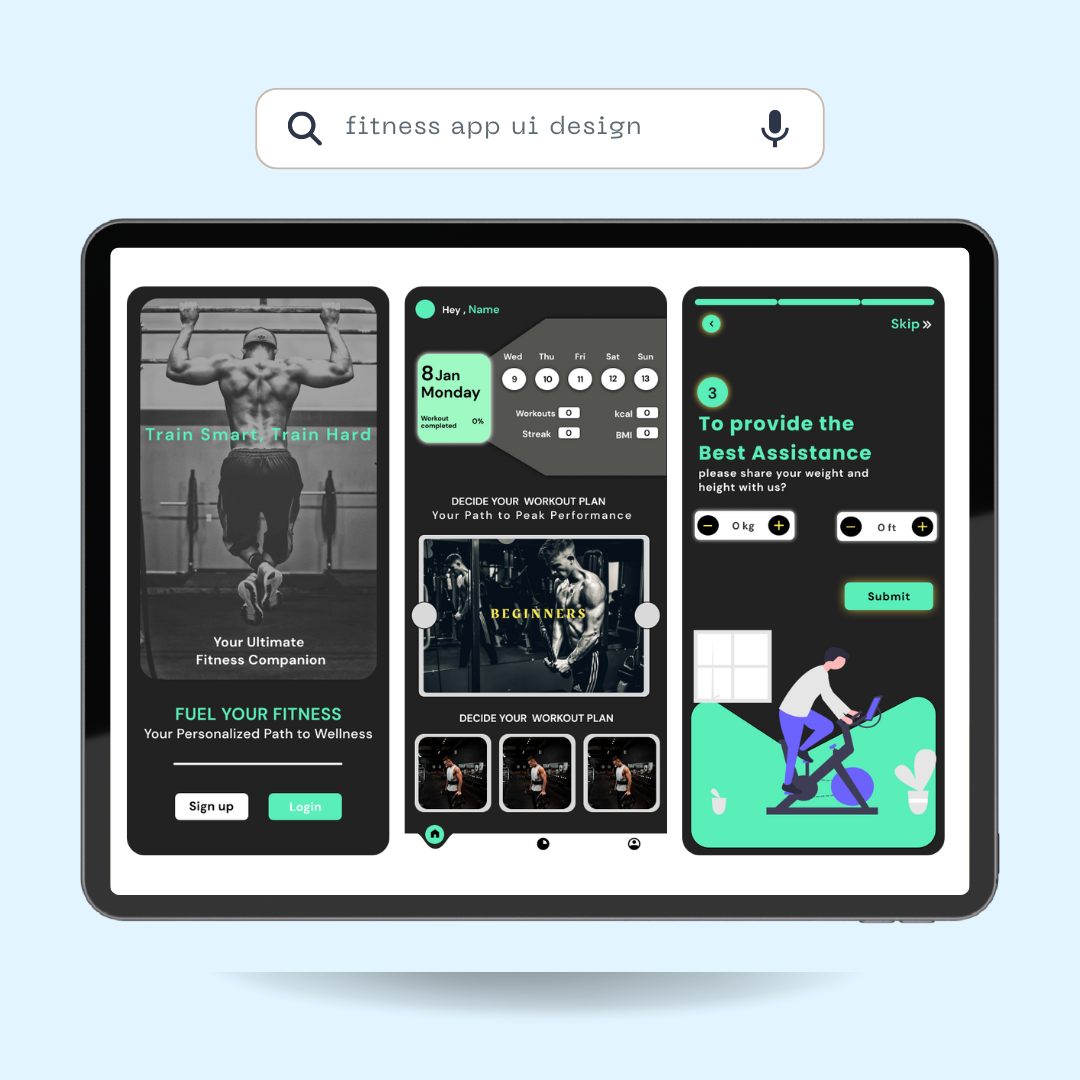 fitness app ui design
Train Smart, Train Hard
Your Ultimate
Fitness Companion
FUEL YOUR FITNESS
Your Personalized Path to Wellness
Sign up
Login
Hey , Name
8 Jan
Monday
Workout
completed
0%
Wed Thu Fri Sat Sun
9 10 11 12 13
Workouts 0 kcal 0
Streak 0 BMI 0
DECIDE YOUR WORKOUT PLAN
Your Path to Peak Performance
BEGINNERS
DECIDE YOUR WORKOUT PLAN
Skip
3
To provide the
Best Assistance
please share your weight and
height with us?
0 kg
0 ft
Submit